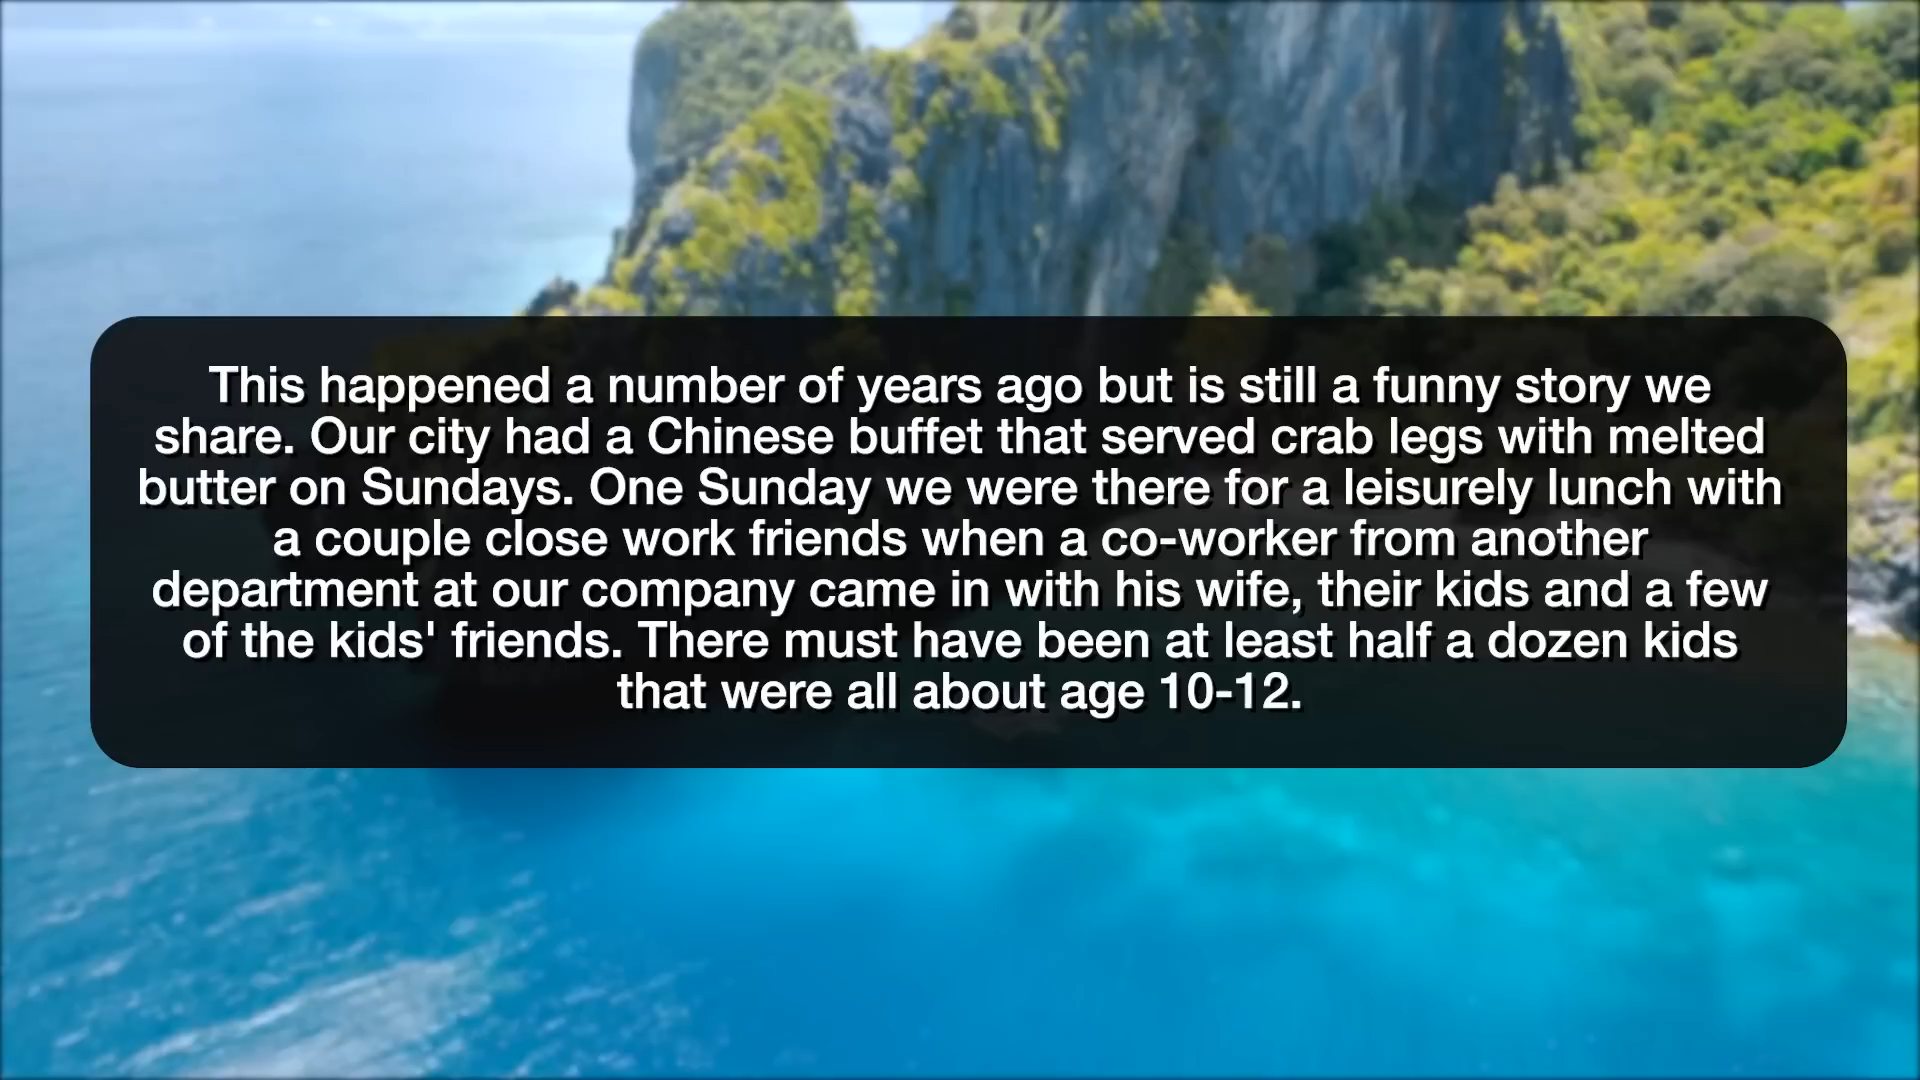 This happened a number of years ago but is still a funny story we
share. Our city had a Chinese buffet that served crab legs with melted
butter on Sundays. One Sunday we were there for a leisurely lunch with
a couple close work friends when a co-worker from another
department at our company came in with his wife, their kids and a few
of the kids' friends. There must have been at least half a dozen kids
that were all about age 10-12.